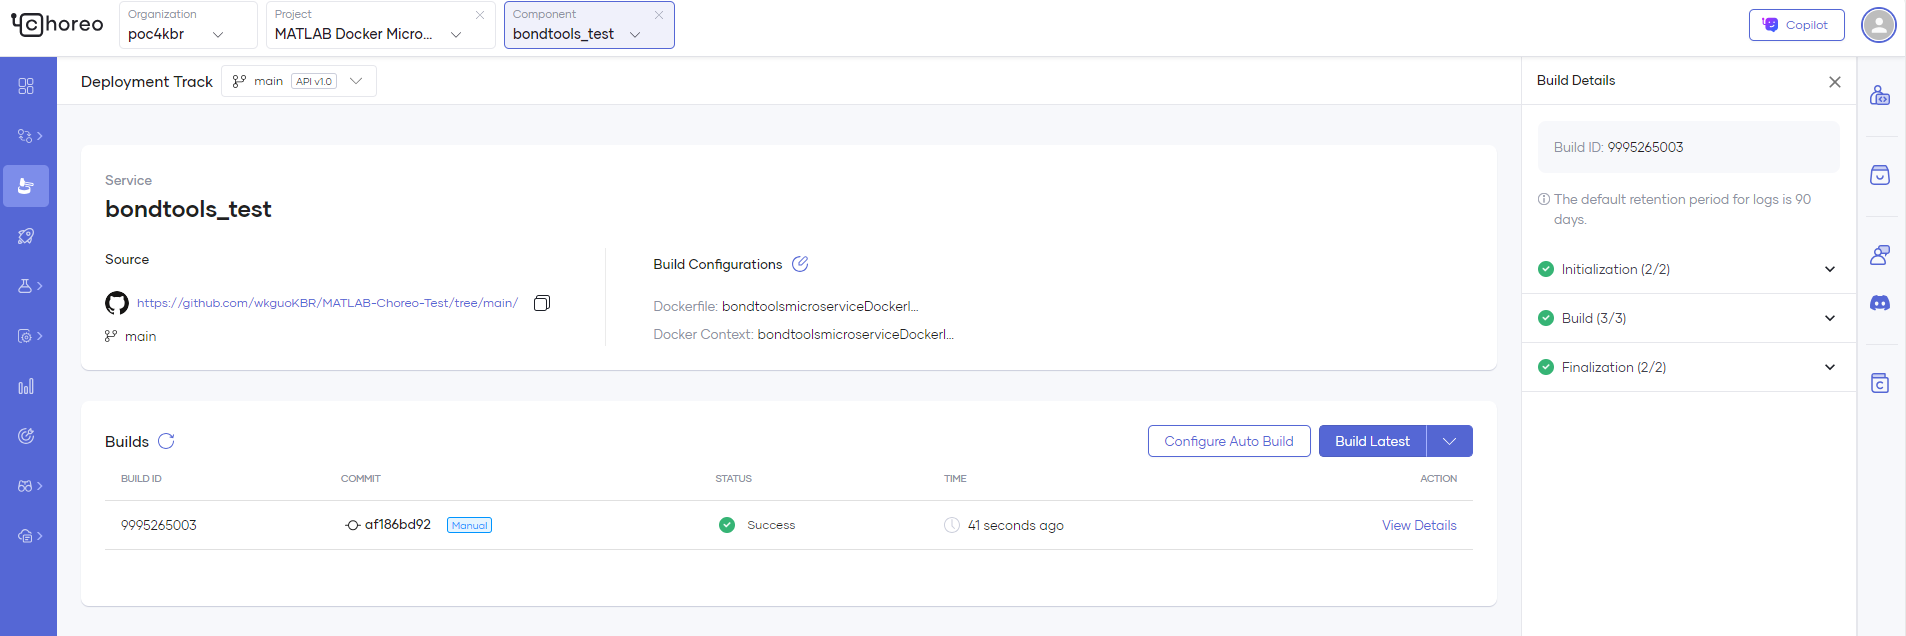 Choreo
Organization
poc4kbr
Project
MATLAB Docker Micro...
Component
bondtools_test
Copilot
Deployment Track
main
API v1.0
Build Details
Build ID: 9995265003
The default retention period for logs is 90
days.
Initialization (2/2)
Build (3/3)
Finalization (2/2)
Service
bondtools_test
Source
https://github.com/wkguoKBR/MATLAB-Choreo-Test/tree/main/
main
Build Configurations
Dockerfile: bondtoolsmicroserviceDockerI...
Docker Context: bondtoolsmicroserviceDockerI...
Builds
Configure Auto Build
Build Latest
BUILD ID COMMIT STATUS TIME ACTION
9995265003 af186bd92 Manual Success 41 seconds ago View Details